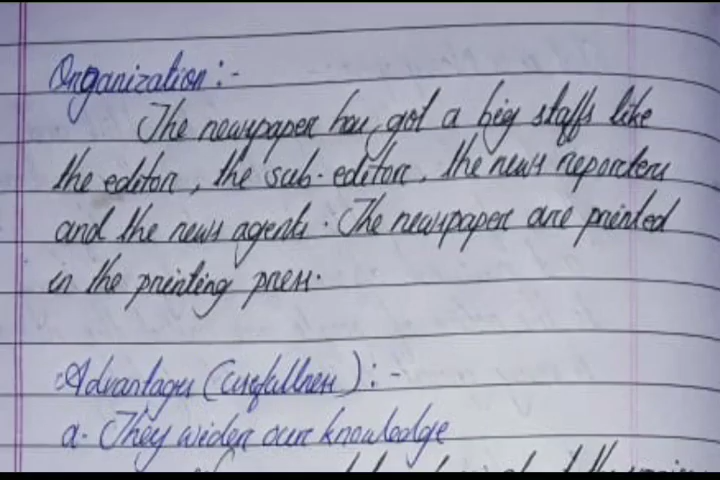 Organization :-
The newspaper has got a big staffs like
the editor, the sub-editor, the news reporters
and the news agents. The newspaper are printed
in the printing press.
Advantages (usefullness) :-
a. They widen our knowledge